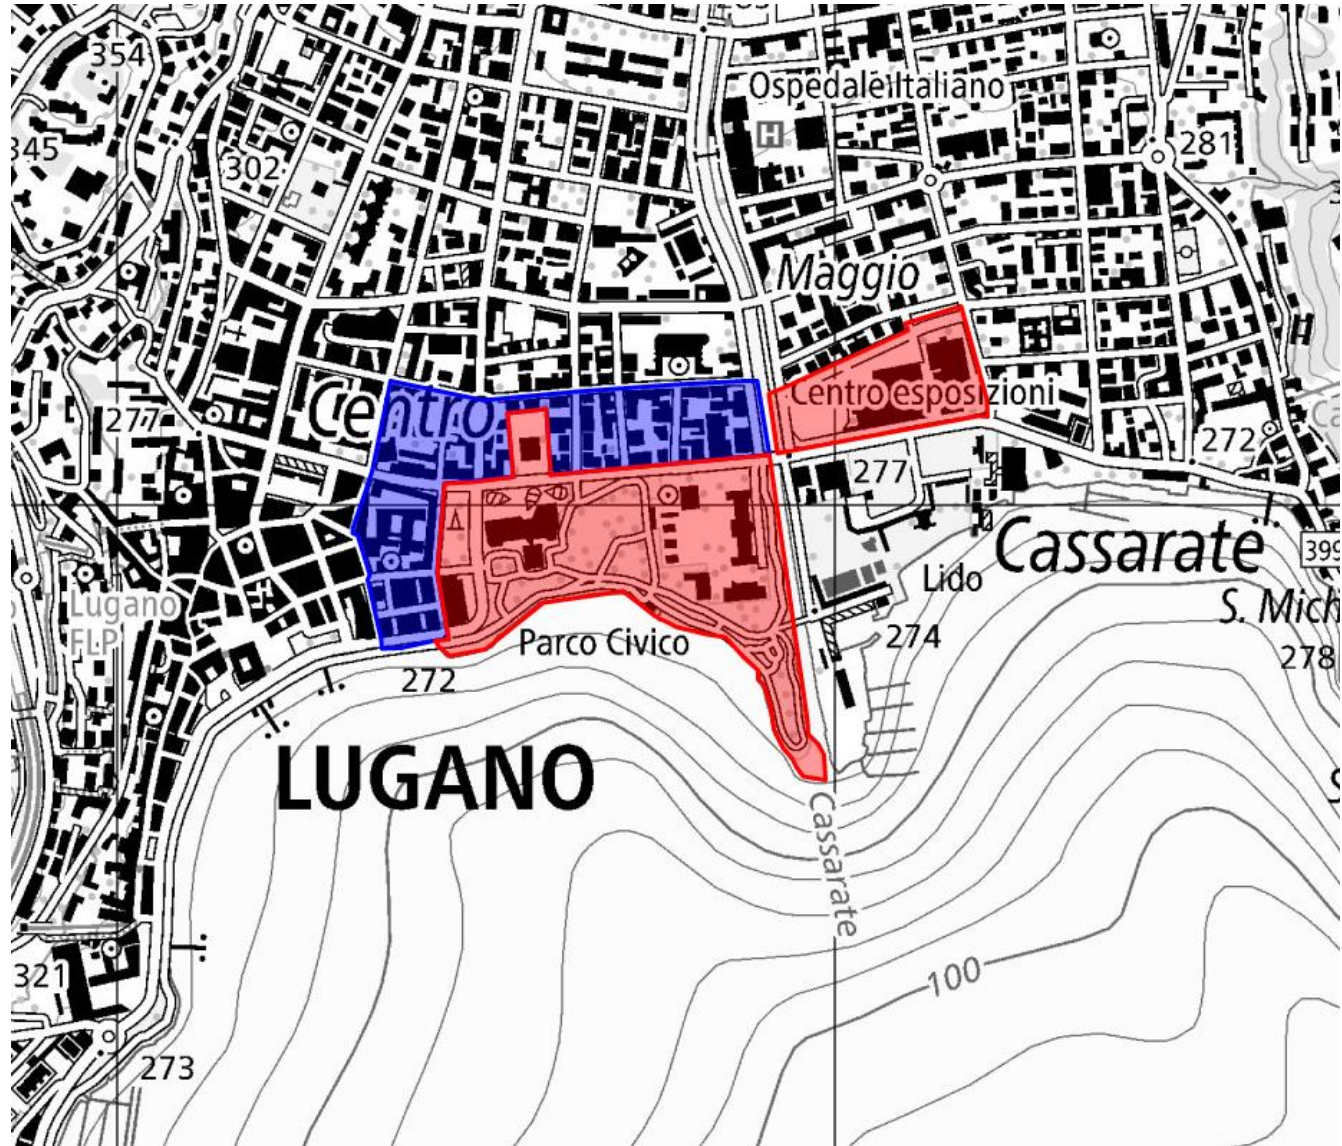 354
Ospedale Italiano
H
345
281
302
Maggio
Centro
Centro esposizioni
277
272
277
Cassarate
399
Lugano
FLP
Lido
S. Mich
Parco Civico
274
278
272
LUGANO
Cassarate
321
100
273